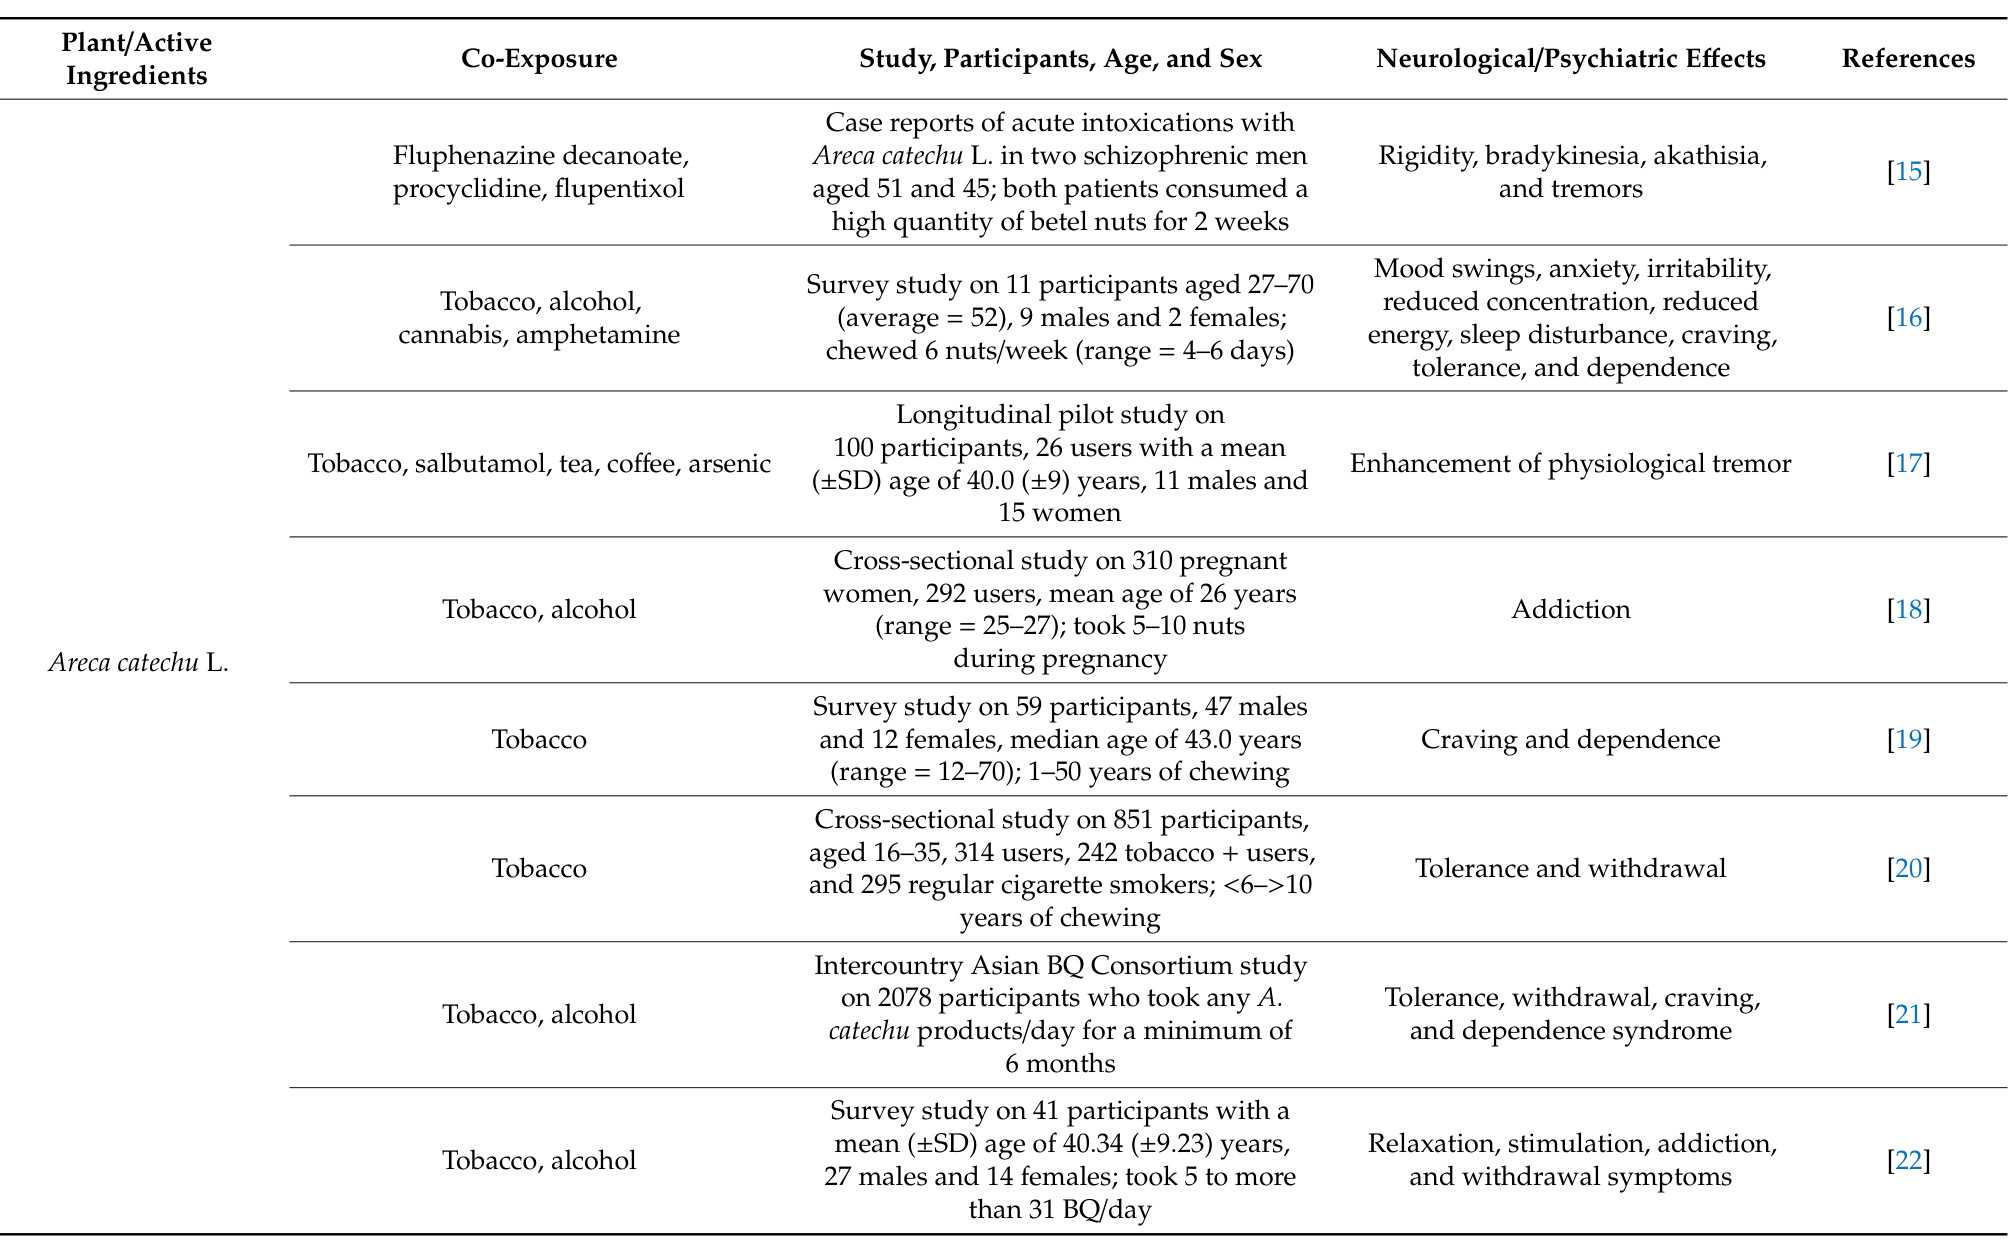 Plant/Active
Ingredients
Co-Exposure
Study, Participants, Age, and Sex
Neurological/Psychiatric Effects
References
Areca catechu L.
Fluphenazine decanoate,
procyclidine, flupentixol
Case reports of acute intoxications with
Areca catechu L. in two schizophrenic men
aged 51 and 45; both patients consumed a
high quantity of betel nuts for 2 weeks
Rigidity, bradykinesia, akathisia,
and tremors
[15]
Tobacco, alcohol,
cannabis, amphetamine
Survey study on 11 participants aged 27–70
(average = 52), 9 males and 2 females;
chewed 6 nuts/week (range = 4–6 days)
Mood swings, anxiety, irritability,
reduced concentration, reduced
energy, sleep disturbance, craving,
tolerance, and dependence
[16]
Tobacco, salbutamol, tea, coffee, arsenic
Longitudinal pilot study on
100 participants, 26 users with a mean
(±SD) age of 40.0 (±9) years, 11 males and
15 women
Enhancement of physiological tremor
[17]
Tobacco, alcohol
Cross-sectional study on 310 pregnant
women, 292 users, mean age of 26 years
(range = 25–27); took 5–10 nuts
during pregnancy
Addiction
[18]
Tobacco
Survey study on 59 participants, 47 males
and 12 females, median age of 43.0 years
(range = 12–70); 1–50 years of chewing
Craving and dependence
[19]
Tobacco
Cross-sectional study on 851 participants,
aged 16–35, 314 users, 242 tobacco + users,
and 295 regular cigarette smokers; <6–>10
years of chewing
Tolerance and withdrawal
[20]
Tobacco, alcohol
Intercountry Asian BQ Consortium study
on 2078 participants who took any A.
catechu products/day for a minimum of
6 months
Tolerance, withdrawal, craving,
and dependence syndrome
[21]
Tobacco, alcohol
Survey study on 41 participants with a
mean (±SD) age of 40.34 (±9.23) years,
27 males and 14 females; took 5 to more
than 31 BQ/day
Relaxation, stimulation, addiction,
and withdrawal symptoms
[22]